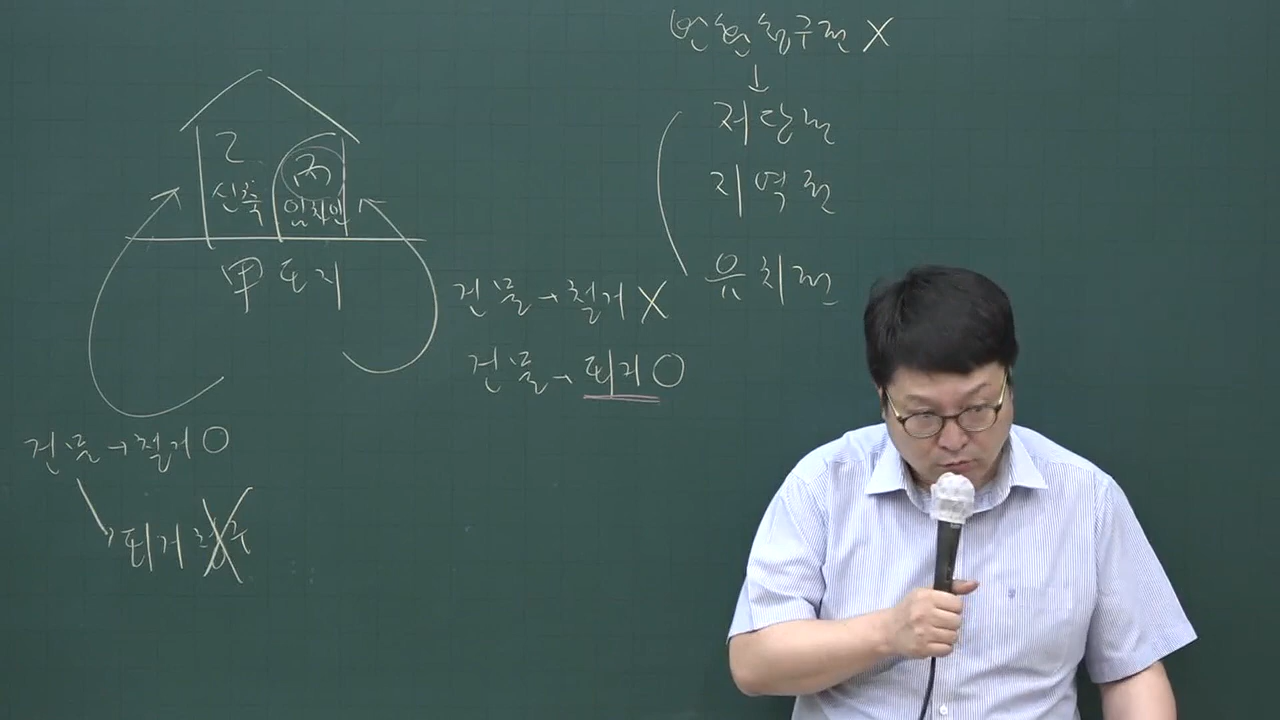 반환청구권 X
↓
저당권
지역권
유치권
乙 丙
신축 임차인
甲 토지
건물→철거 X
건물→퇴거 O
건물→철거 O
퇴거